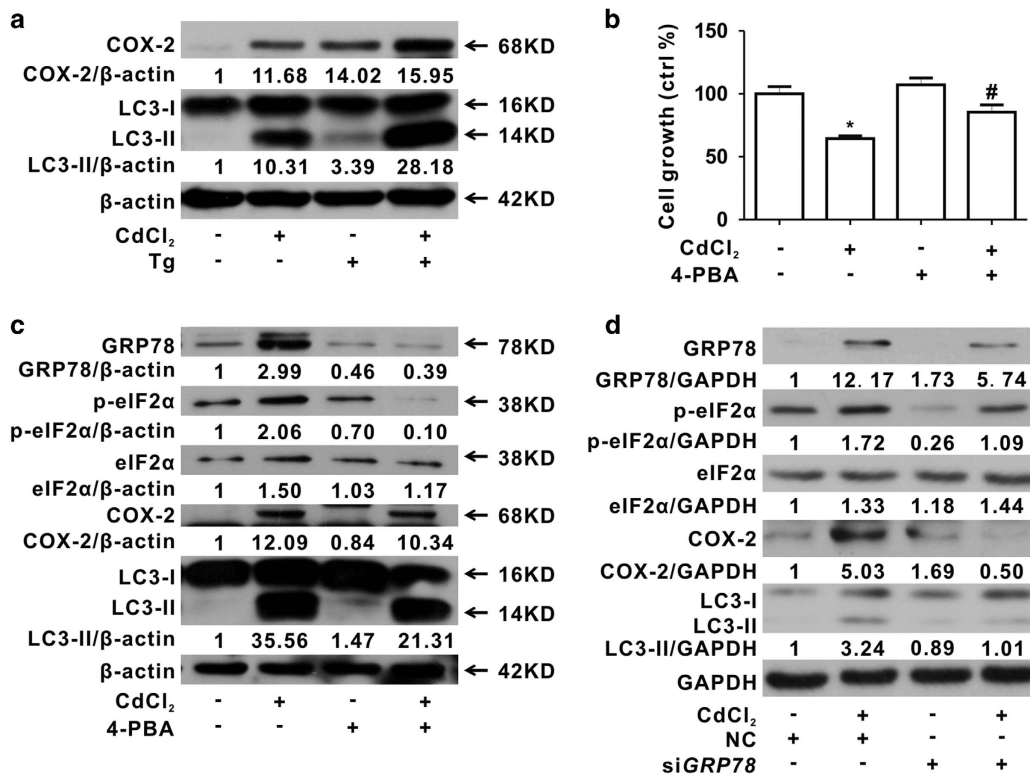 a
COX-2 ← 68KD
COX-2/β-actin 1 11.68 14.02 15.95
LC3-I ← 16KD
LC3-II ← 14KD
LC3-II/β-actin 1 10.31 3.39 28.18
β-actin ← 42KD
CdCl₂ - + - +
Tg - - + +
b
Cell growth (ctrl %)
150
100
50
0
*
#
CdCl₂ - + - +
4-PBA - - + +
c
GRP78 ← 78KD
GRP78/β-actin 1 2.99 0.46 0.39
p-eIF2α ← 38KD
p-eIF2α/β-actin 1 2.06 0.70 0.10
eIF2α ← 38KD
eIF2α/β-actin 1 1.50 1.03 1.17
COX-2 ← 68KD
COX-2/β-actin 1 12.09 0.84 10.34
LC3-I ← 16KD
LC3-II ← 14KD
LC3-II/β-actin 1 35.56 1.47 21.31
β-actin ← 42KD
CdCl₂ - + - +
4-PBA - - + +
d
GRP78
GRP78/GAPDH 1 12.17 1.73 5.74
p-eIF2α
p-eIF2α/GAPDH 1 1.72 0.26 1.09
eIF2α
eIF2α/GAPDH 1 1.33 1.18 1.44
COX-2
COX-2/GAPDH 1 5.03 1.69 0.50
LC3-I
LC3-II
LC3-II/GAPDH 1 3.24 0.89 1.01
GAPDH
CdCl₂ - + - +
NC + + - -
siGRP78 - - + +